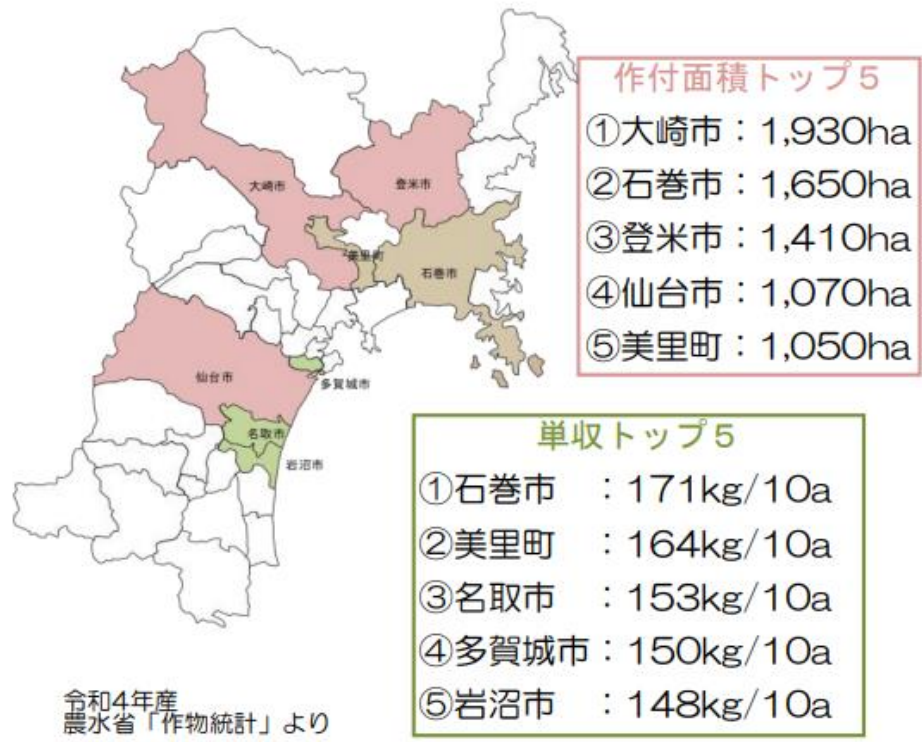 作付面積トップ5
①大崎市：1,930ha
②石巻市：1,650ha
③登米市：1,410ha
④仙台市：1,070ha
⑤美里町：1,050ha
大崎市
登米市
美里町
石巻市
仙台市
多賀城市
名取市
岩沼市
単収トップ5
①石巻市　：171kg/10a
②美里町　：164kg/10a
③名取市　：153kg/10a
④多賀城市：150kg/10a
⑤岩沼市　：148kg/10a
令和4年産
農水省「作物統計」より